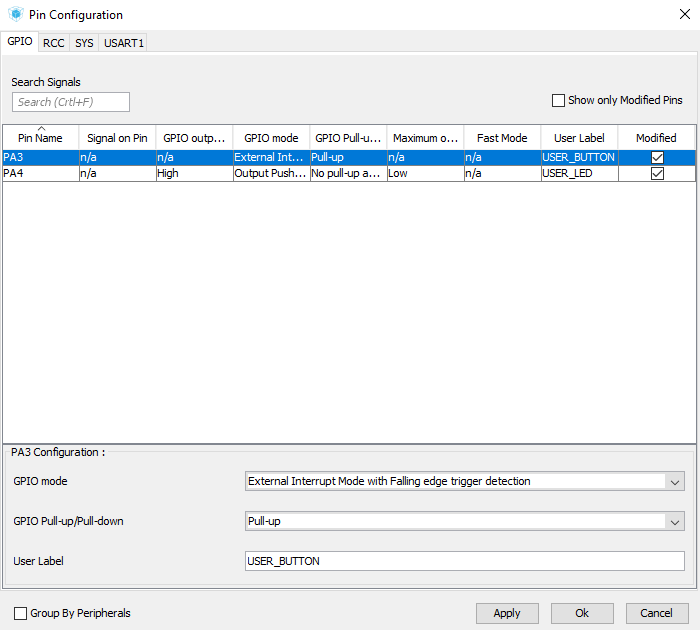 Pin Configuration
GPIO RCC SYS USART1
Search Signals
Search (Crtl+F)
Show only Modified Pins
Pin Name Signal on Pin GPIO outp... GPIO mode GPIO Pull-u... Maximum o... Fast Mode User Label Modified
PA3 n/a n/a External Int... Pull-up n/a n/a USER_BUTTON
PA4 n/a High Output Push... No pull-up a... Low n/a USER_LED
PA3 Configuration :
GPIO mode External Interrupt Mode with Falling edge trigger detection
GPIO Pull-up/Pull-down Pull-up
User Label USER_BUTTON
Group By Peripherals Apply Ok Cancel